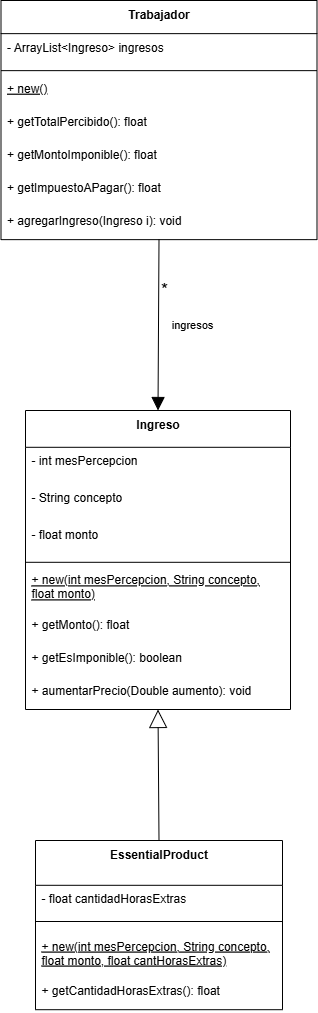 Trabajador
- ArrayList<Ingreso> ingresos
+ new()
+ getTotalPercibido(): float
+ getMontoImponible(): float
+ getImpuestoAPagar(): float
+ agregarIngreso(Ingreso i): void
*
ingresos
Ingreso
- int mesPercepcion
- String concepto
- float monto
+ new(int mesPercepcion, String concepto,
float monto)
+ getMonto(): float
+ getEsImponible(): boolean
+ aumentarPrecio(Double aumento): void
EssentialProduct
- float cantidadHorasExtras
+ new(int mesPercepcion, String concepto,
float monto, float cantHorasExtras)
+ getCantidadHorasExtras(): float